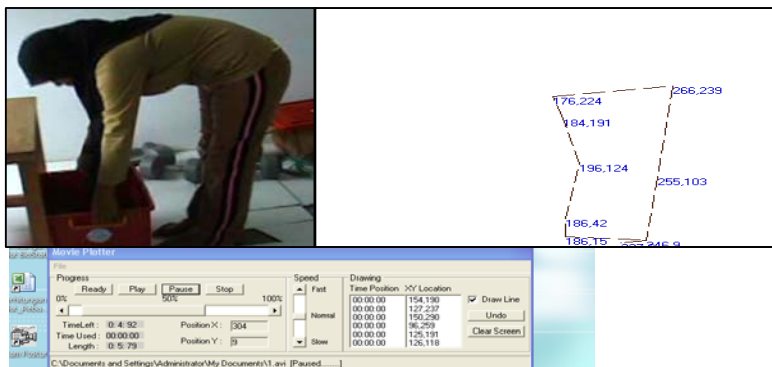 176,224
266,239
184,191
196,124
255,103
186,42
186,15
246,9
Movie Plotter
File
Progress
Ready Play Pause Stop
0% 50% 100%
TimeLeft : 0: 4: 92 Position X : 304
Time Used : 00:00:00
Length : 0: 5: 79 Position Y : 9
Speed
Fast
Normal
Slow
Drawing
Time Position XY Location
00:00:00 154,190
00:00:00 127,237
00:00:00 150,290
00:00:00 96,259
00:00:00 125,191
00:00:00 126,118
Draw Line
Undo
Clear Screen
C:\Documents and Settings\Administrator\My Documents\1.avi [Paused......]